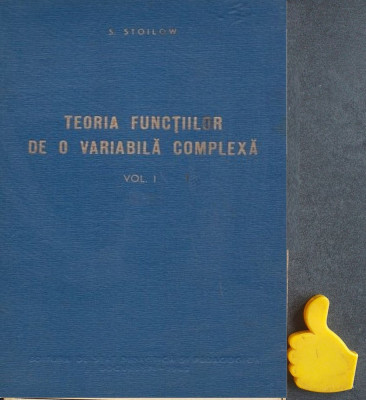 S. STOILOW
TEORIA FUNCȚIILOR
DE O VARIABILĂ COMPLEXĂ
VOL. I